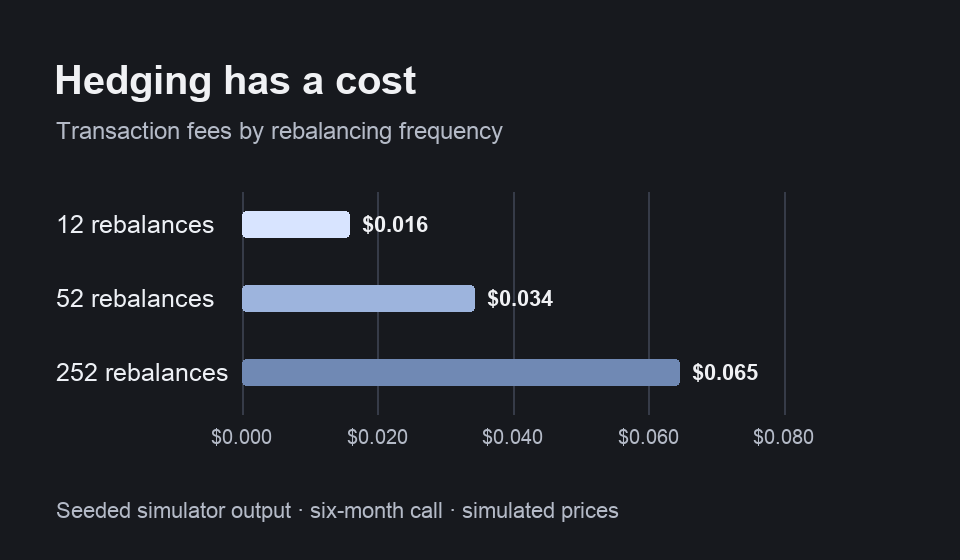 Hedging has a cost
Transaction fees by rebalancing frequency
12 rebalances $0.016
52 rebalances $0.034
252 rebalances $0.065
$0.000 $0.020 $0.040 $0.060 $0.080
Seeded simulator output · six-month call · simulated prices